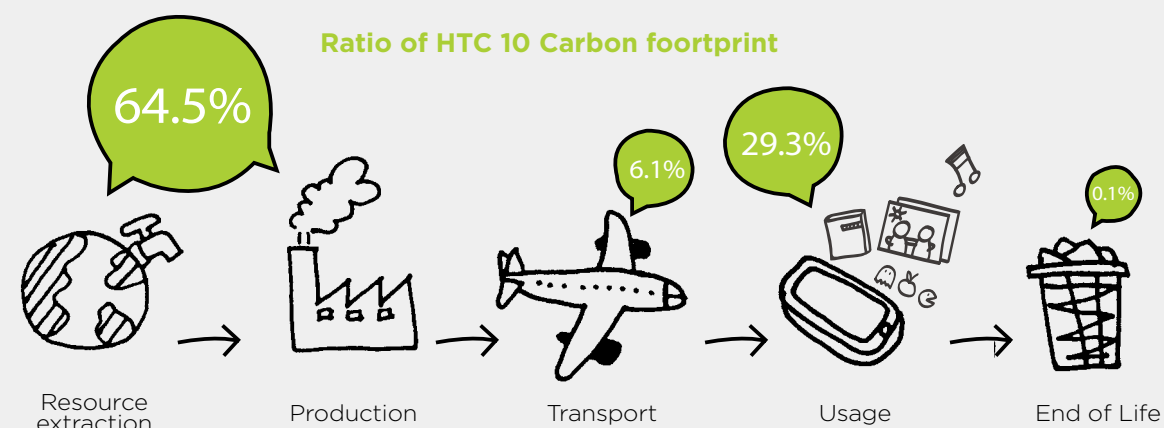 Ratio of HTC 10 Carbon foortprint
64.5%
6.1%
29.3%
0.1%
Resource
extraction
Production
Transport
Usage
End of Life